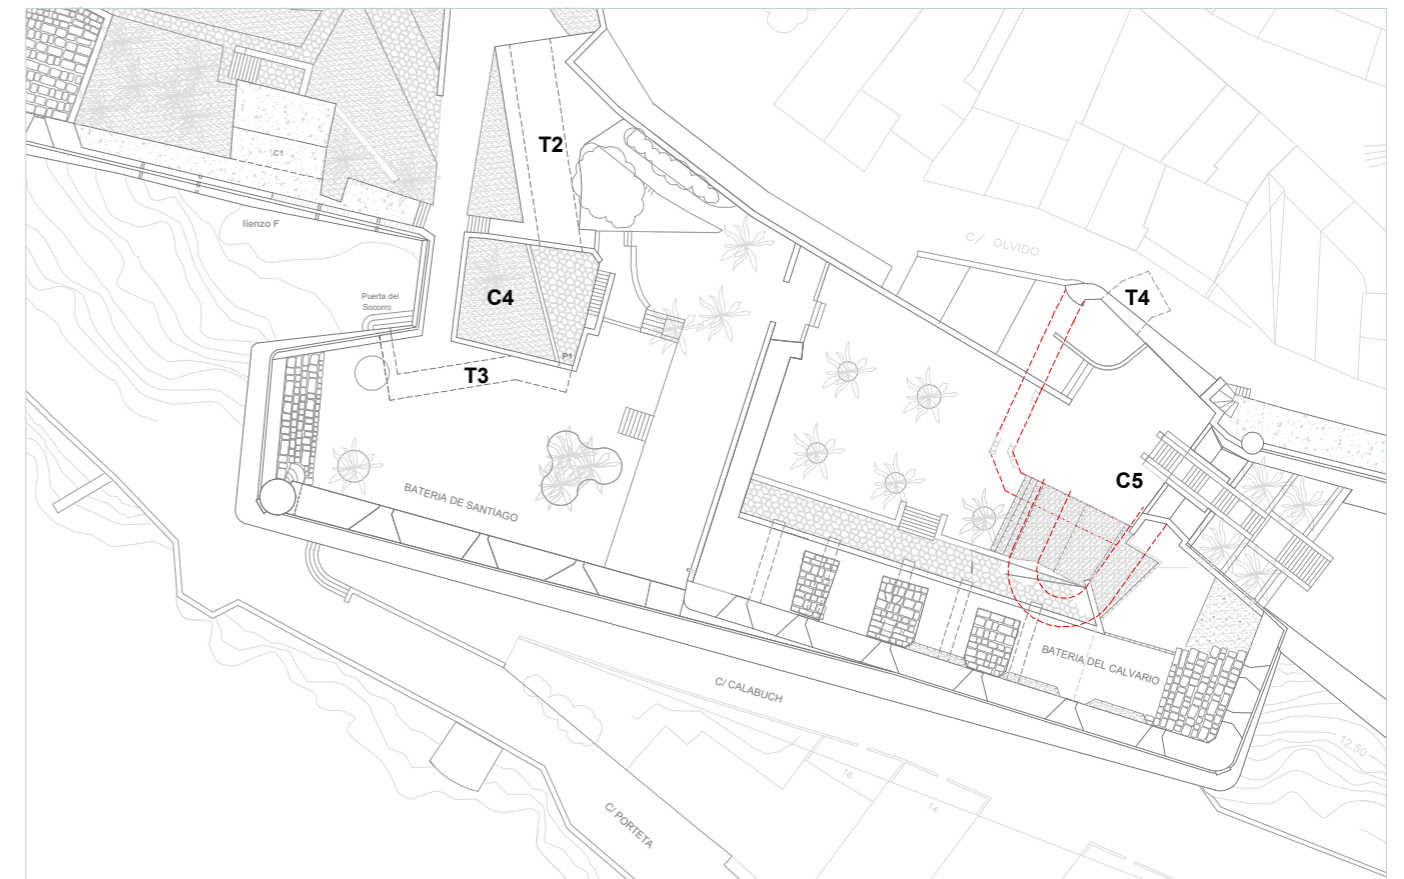 T2
C1
lienzo F
C/ OLVIDO
T4
C4
Puerta del
Socorro
P1
T3
C5
BATERIA DE SANTIAGO
BATERIA DEL CALVARIO
C/ CALABUCH
12.50
16
14
C/ PORTETA